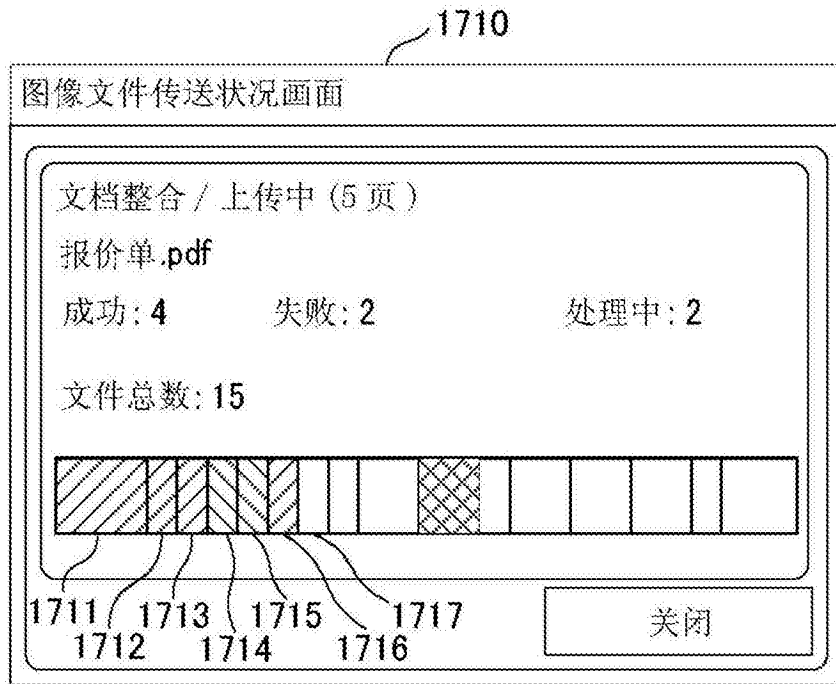 1710
图像文件传送状况画面
文档整合 / 上传中 (5 页 )
报价单.pdf
成功: 4 失败: 2 处理中: 2
文件总数: 15
1711 1713 1715 1717
1712 1714 1716
关闭